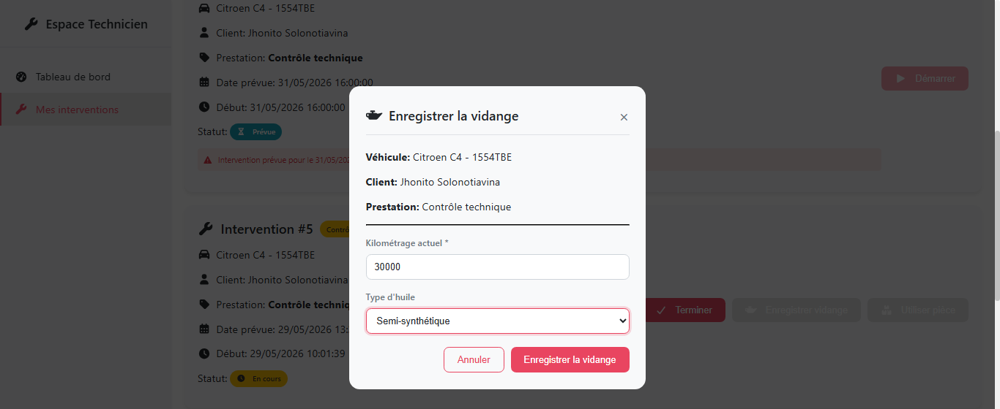 Espace Technicien
Tableau de bord
Mes interventions
Citroen C4 - 1554TBE
Client: Jhonito Solonotiavina
Prestation: Contrôle technique
Date prévue: 31/05/2026 16:00:00
Début: 31/05/2026 16:00:00
Statut: Prévue
Intervention prévue pour le 31/05/202
Démarrer
Intervention #5 Contrô
Citroen C4 - 1554TBE
Client: Jhonito Solonotiavina
Prestation: Contrôle techniq
Date prévue: 29/05/2026 13:
Début: 29/05/2026 10:01:39
Statut: En cours
Terminer
Enregistrer vidange
Utiliser pièce
Enregistrer la vidange
×
Véhicule: Citroen C4 - 1554TBE
Client: Jhonito Solonotiavina
Prestation: Contrôle technique
Kilométrage actuel *
30000
Type d'huile
Semi-synthétique
Annuler
Enregistrer la vidange